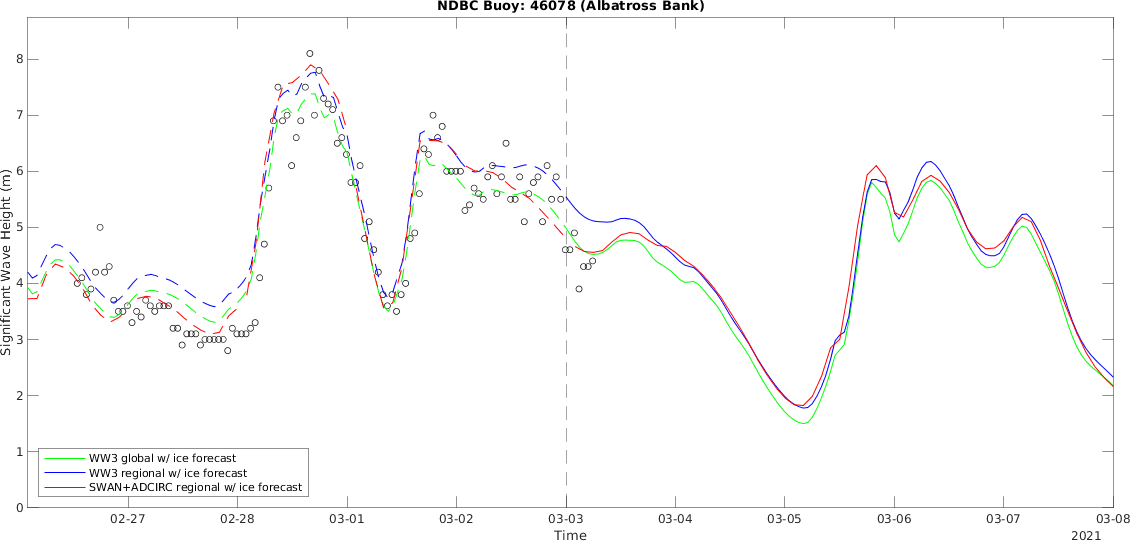 NDBC Buoy: 46078 (Albatross Bank)
Significant Wave Height (m)
8
7
6
5
4
3
2
1
0
WW3 global w/ ice forecast
WW3 regional w/ ice forecast
SWAN+ADCIRC regional w/ ice forecast
02-27 02-28 03-01 03-02 03-03 03-04 03-05 03-06 03-07 03-08
Time
2021